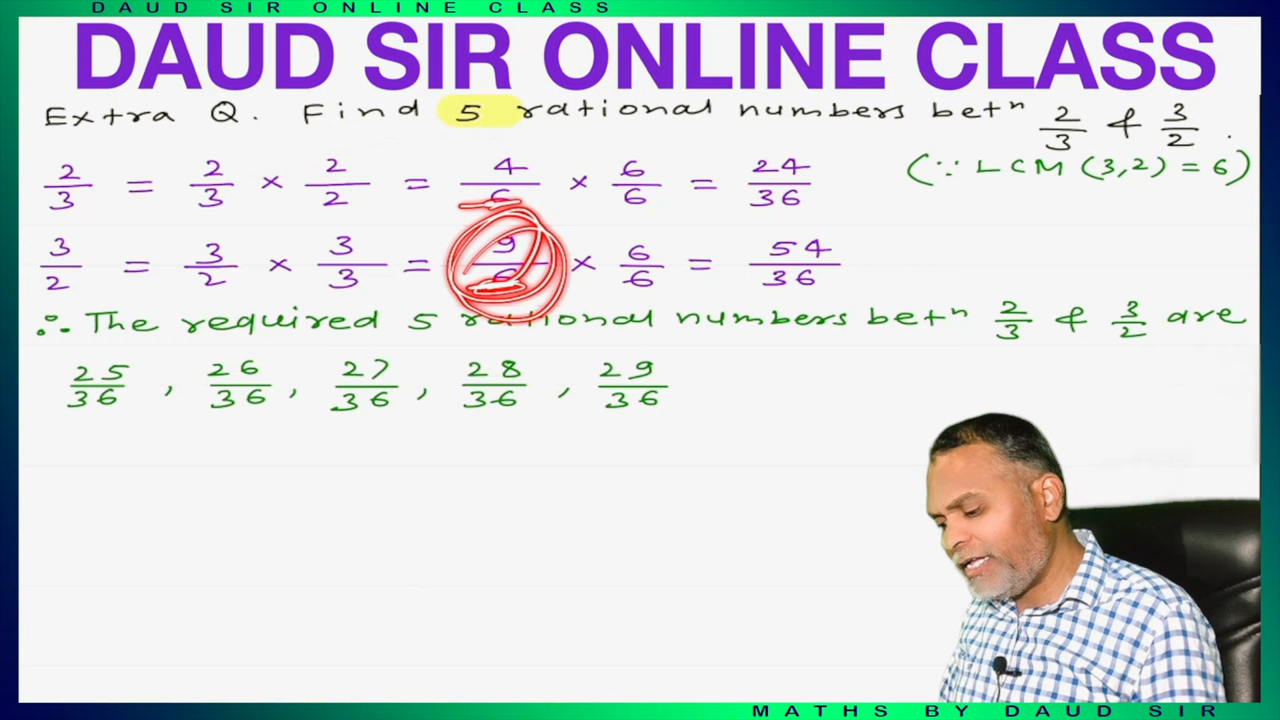 DAUD SIR ONLINE CLASS
DAUD SIR ONLINE CLASS
Extra Q. Find 5 rational numbers betⁿ 2/3 & 3/2 .
2/3 = 2/3 × 2/2 = 4/6 × 6/6 = 24/36 (∵ LCM (3,2) = 6)
3/2 = 3/2 × 3/3 = 9/6 × 6/6 = 54/36
∴ The required 5 rational numbers betⁿ 2/3 & 3/2 are
25/36 , 26/36 , 27/36 , 28/36 , 29/36
MATHS BY DAUD SIR